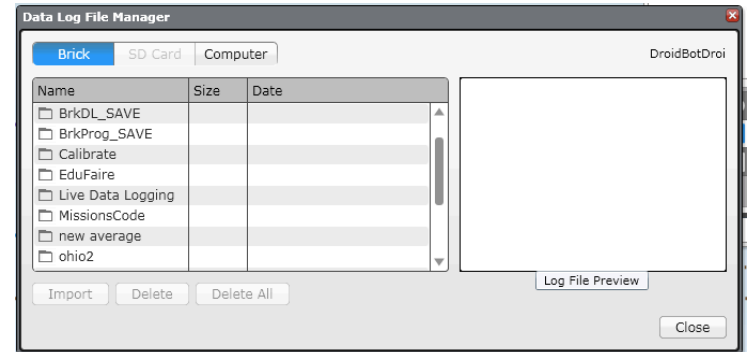 Data Log File Manager
Brick SD Card Computer DroidBotDroi
Name Size Date
BrkDL_SAVE
BrkProg_SAVE
Calibrate
EduFaire
Live Data Logging
MissionsCode
new average
ohio2
Log File Preview
Import Delete Delete All
Close